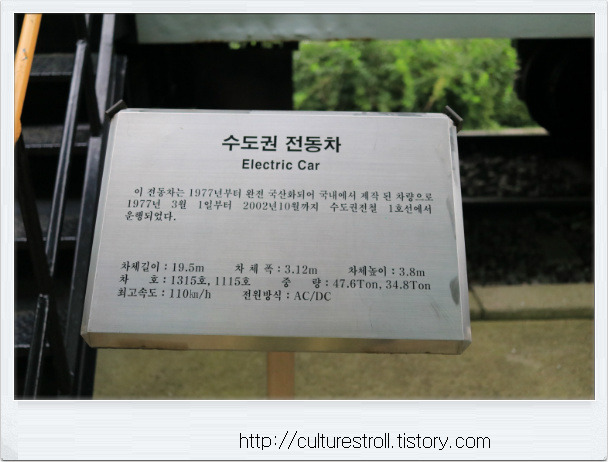 수도권 전동차
Electric Car
이 전동차는 1977년부터 완전 국산화되어 국내에서 제작 된 차량으로
1977년 3월 1일부터 2002년10월까지 수도권전철 1호선에서
운행되었다.
차체길이 : 19.5m 차 체 폭 : 3.12m 차체높이 : 3.8m
차 호 : 1315호, 1115호 중 량 : 47.6Ton, 34.8Ton
최고속도 : 110㎞/h 전원방식 : AC/DC
http://culturestroll.tistory.com